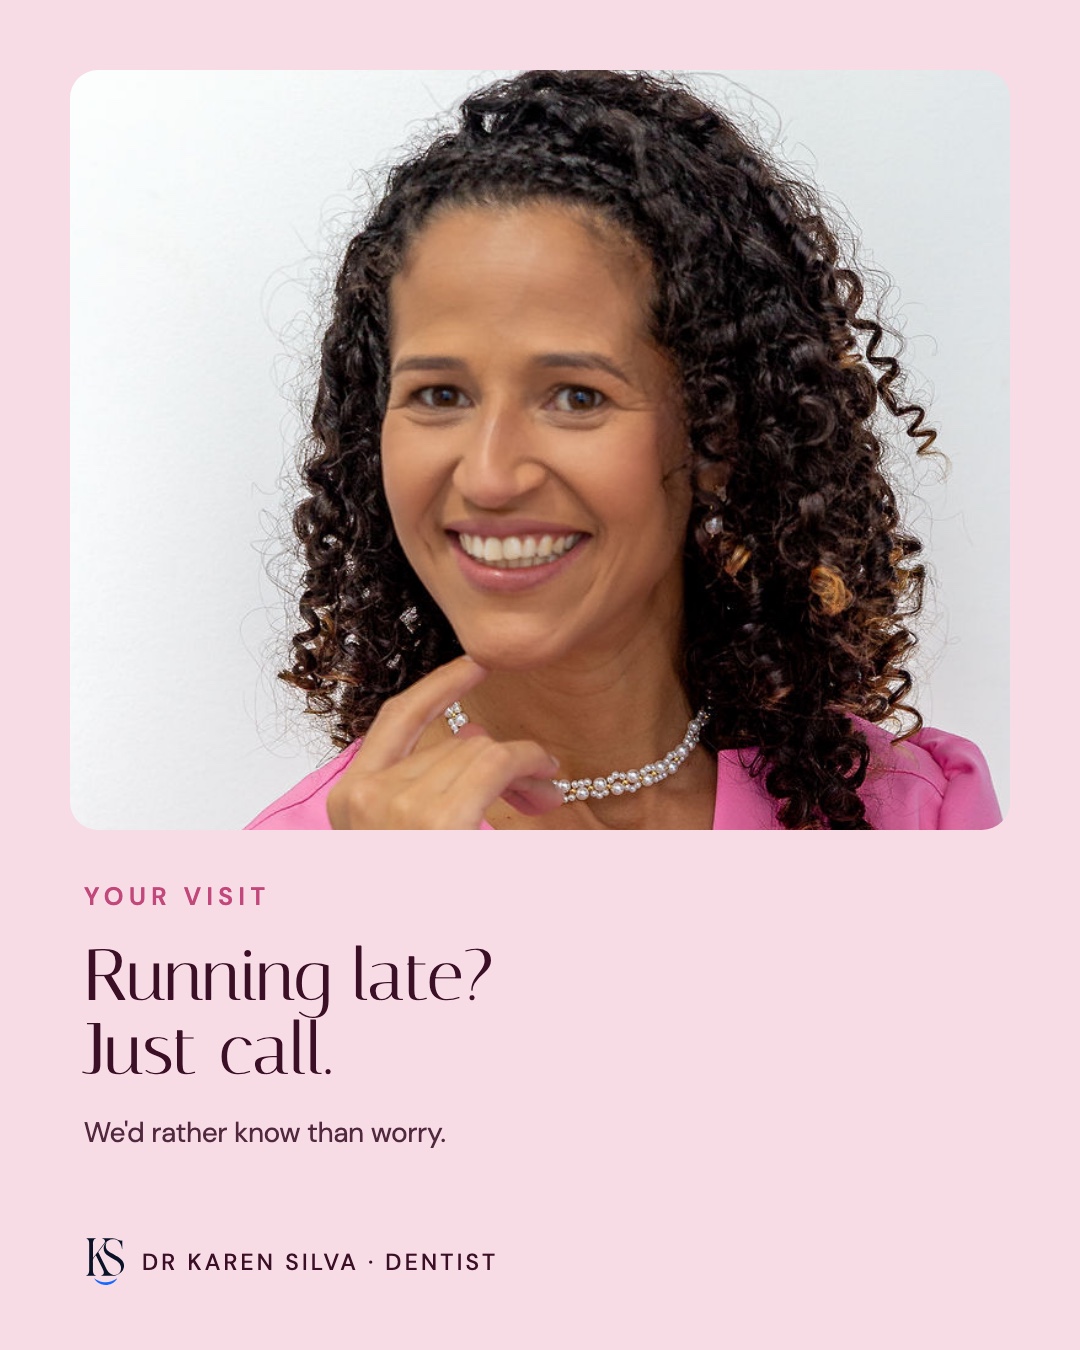 YOUR VISIT
Running late?
Just call.
We'd rather know than worry.
KS DR KAREN SILVA · DENTIST